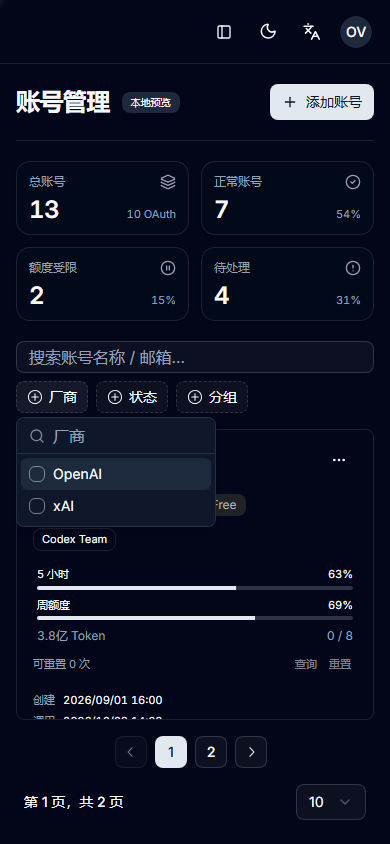 OV
账号管理
本地预览
添加账号
总账号
13
10 OAuth
正常账号
7
54%
额度受限
2
15%
待处理
4
31%
搜索账号名称 / 邮箱...
厂商
状态
分组
厂商
OpenAI
xAI
Free
Codex Team
5 小时
63%
周额度
69%
3.8亿 Token
0 / 8
可重置 0 次
查询
重置
创建
2026/09/01 16:00
1
2
第 1 页，共 2 页
10